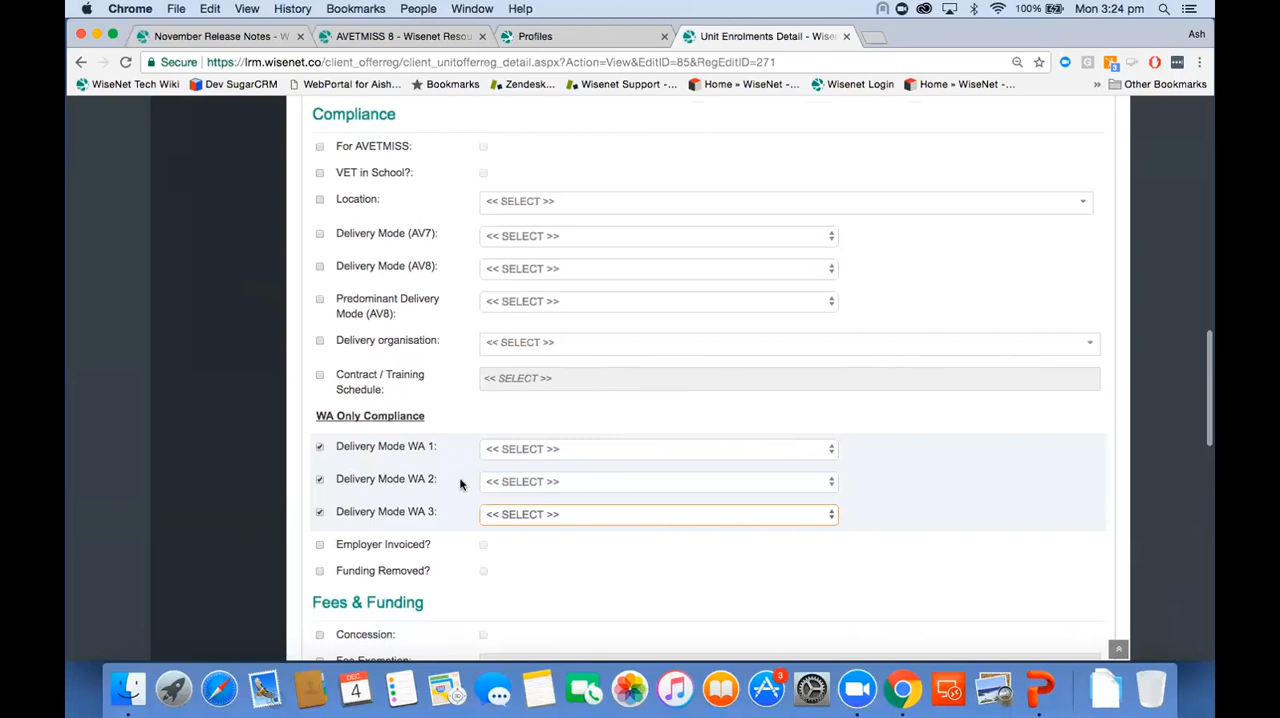 Chrome File Edit View History Bookmarks People Window Help 100% Mon 3:24 pm
November Release Notes - W AVETMISS 8 - Wisenet Resou Profiles Unit Enrolments Detail - Wisen Ash
Secure https://lrm.wisenet.co/client_offerreg/client_unitofferreg_detail.aspx?Action=View&EditID=85&RegEditID=271
WiseNet Tech Wiki Dev SugarCRM WebPortal for Aish... Bookmarks Zendesk... Wisenet Support -... Home » WiseNet -... Wisenet Login Home » WiseNet -... » Other Bookmarks
Compliance
For AVETMISS:
VET in School?:
Location: << SELECT >>
Delivery Mode (AV7): << SELECT >>
Delivery Mode (AV8): << SELECT >>
Predominant Delivery
Mode (AV8): << SELECT >>
Delivery organisation: << SELECT >>
Contract / Training
Schedule: << SELECT >>
WA Only Compliance
Delivery Mode WA 1: << SELECT >>
Delivery Mode WA 2: << SELECT >>
Delivery Mode WA 3: << SELECT >>
Employer Invoiced?
Funding Removed?
Fees & Funding
Concession:
Fee Exemption:
DEC
4
3